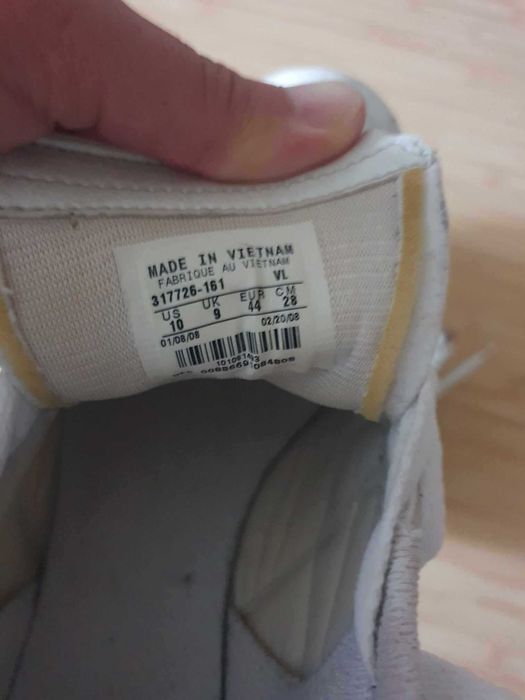 MADE IN VIETNAM
FABRIQUE AU VIETNAM
317726-161 VL
US UK EUR CM
10 9 44 28
01/08/08 02/20/08